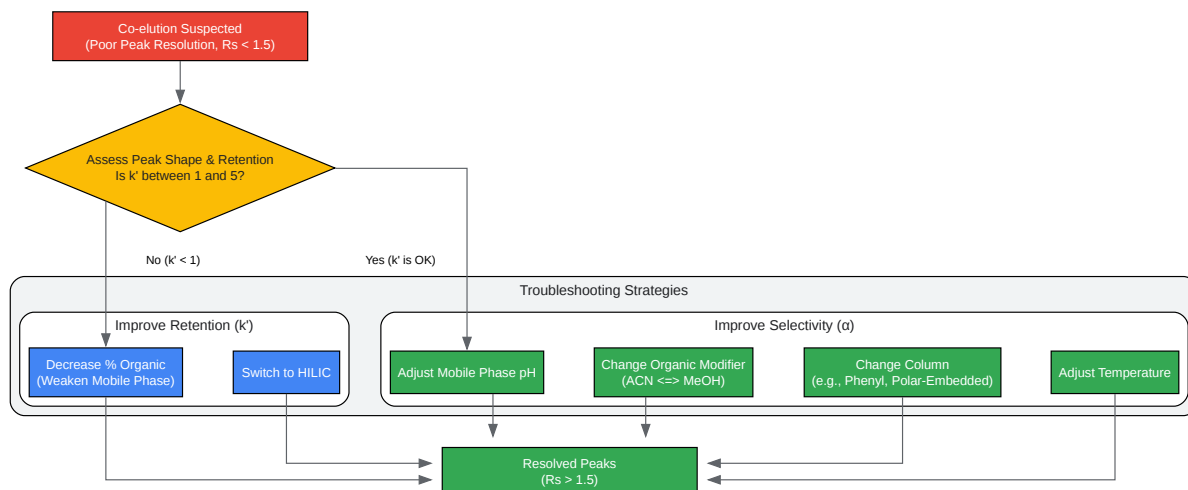 Co-elution Suspected
(Poor Peak Resolution, Rs < 1.5)
Assess Peak Shape & Retention
Is k' between 1 and 5?
No (k' < 1)
Yes (k' is OK)
Troubleshooting Strategies
Improve Retention (k')
Improve Selectivity (α)
Decrease % Organic
(Weaken Mobile Phase)
Switch to HILIC
Adjust Mobile Phase pH
Change Organic Modifier
(ACN <=> MeOH)
Change Column
(e.g., Phenyl, Polar-Embedded)
Adjust Temperature
Resolved Peaks
(Rs > 1.5)